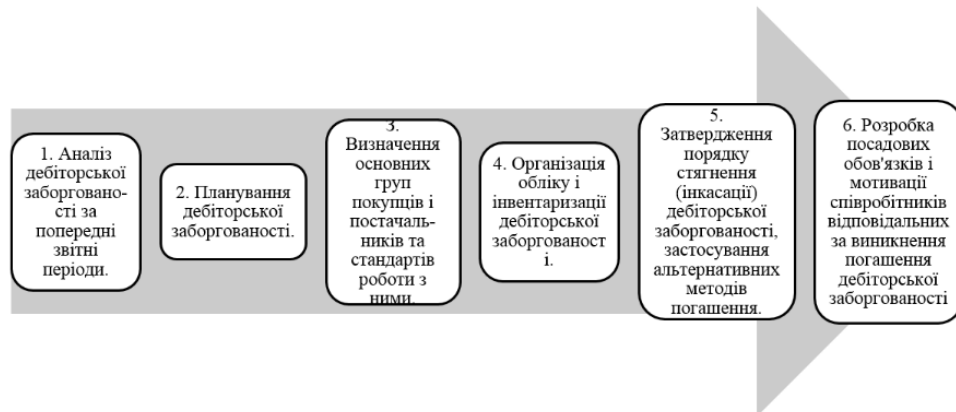 1. Аналіз
дебіторської
заборговано-
сті за
попередні
звітні
періоди.
2. Планування
дебіторської
заборгованості.
3.
Визначення
основних
груп
покупців і
постачаль-
ників та
стандартів
роботи з
ними.
4. Організація
обліку і
інвентаризації
дебіторської
заборгованост
і.
5.
Затвердження
порядку
стягнення
(інкасації)
дебіторської
заборгованості,
застосування
альтернативних
методів
погашення.
6. Розробка
посадових
обов'язків і
мотивації
співробітників
відповідальних
за виникнення
погашення
дебіторської
заборгованості